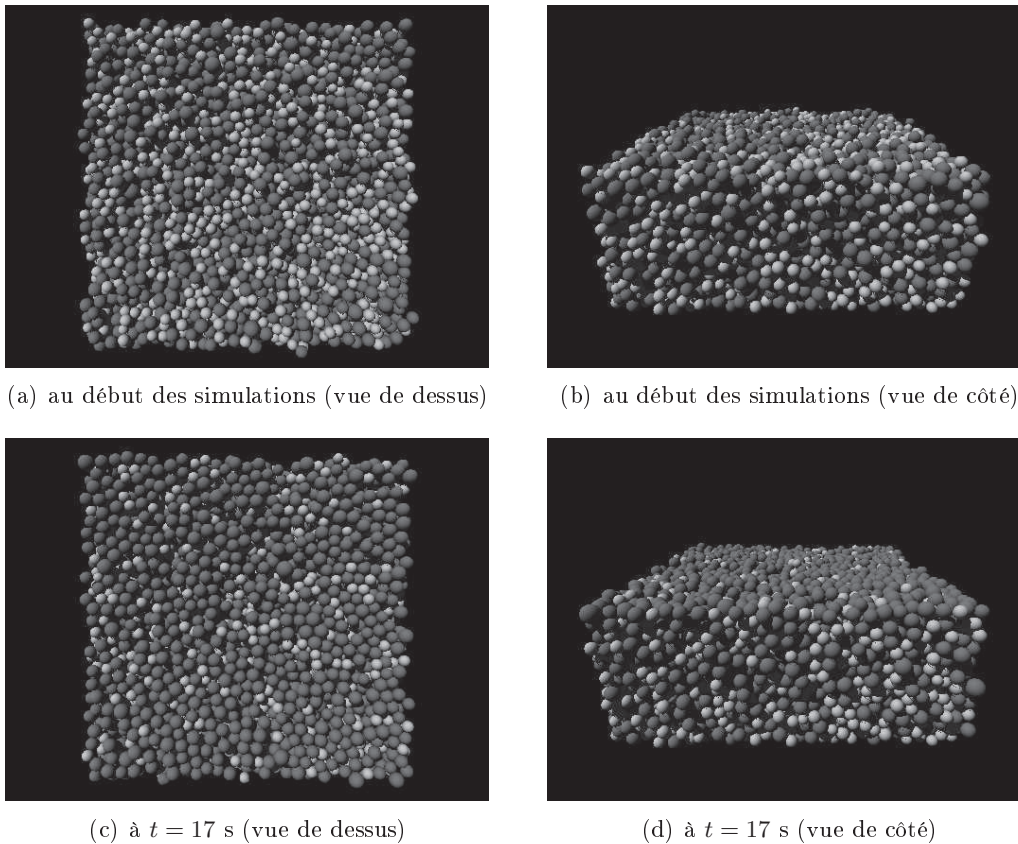 (a) au début des simulations (vue de dessus)
(b) au début des simulations (vue de côté)
(c) à t = 17 s (vue de dessus)
(d) à t = 17 s (vue de côté)